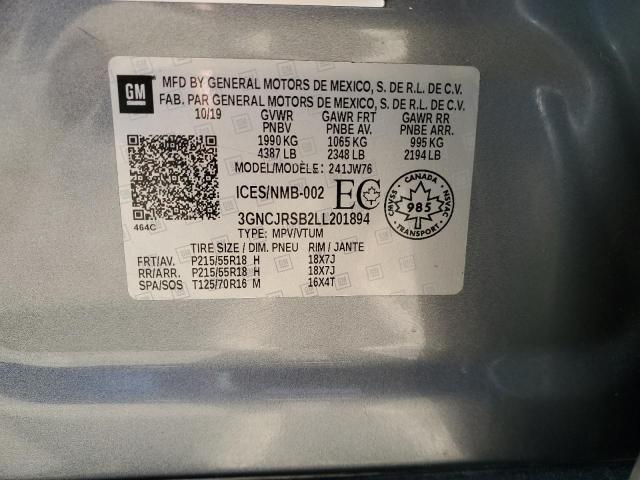 GM
MFD BY GENERAL MOTORS DE MEXICO, S. DE R.L. DE C.V.
FAB. PAR GENERAL MOTORS DE MEXICO, S. DE R.L. DE C.V.
10/19 GVWR GAWR FRT GAWR RR
PNBV PNBE AV. PNBE ARR.
1990 KG 1065 KG 995 KG
4387 LB 2348 LB 2194 LB
MODEL/MODÈLE: 241JW76
ICES/NMB-002 EC
CANADA
CMVSS 985 NSVAC
TRANSPORT
3GNCJRSB2LL201894
464C
TYPE: MPV/VTUM
TIRE SIZE / DIM. PNEU RIM / JANTE
FRT/AV. P215/55R18 H 18X7J
RR/ARR. P215/55R18 H 18X7J
SPA/SOS T125/70R16 M 16X4T